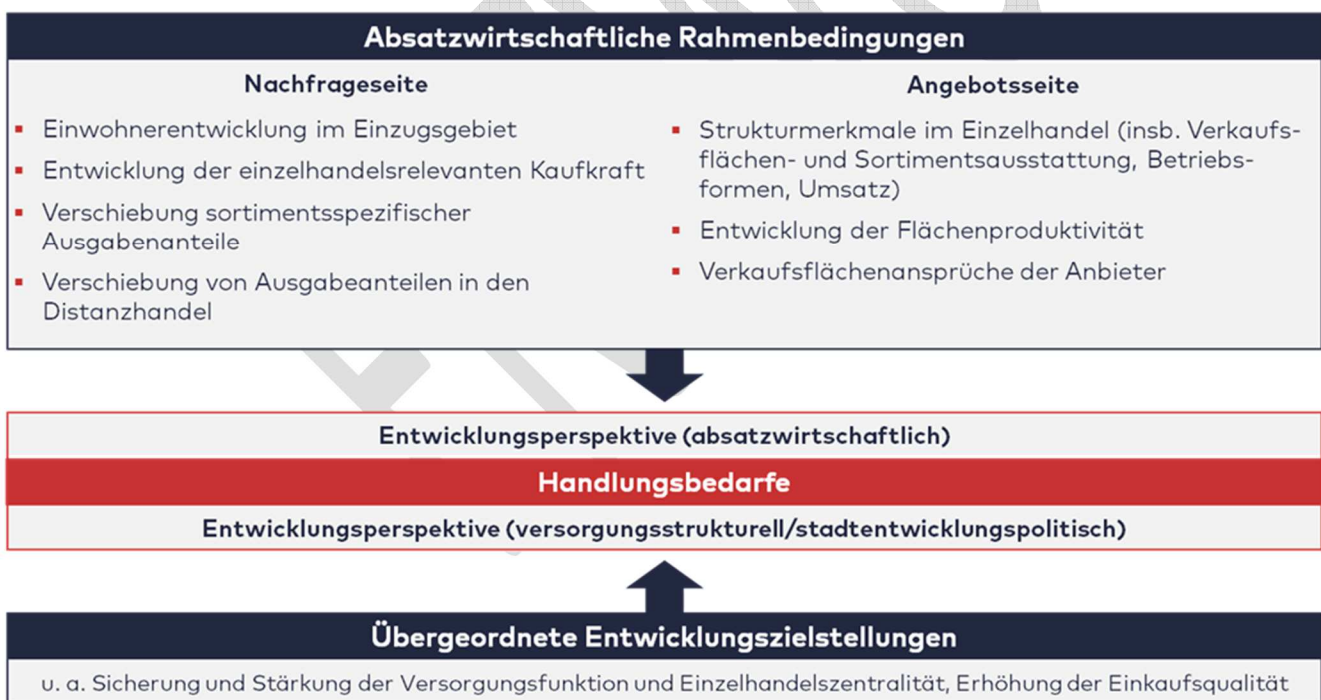 Absatzwirtschaftliche Rahmenbedingungen
Nachfrageseite
▪ Einwohnerentwicklung im Einzugsgebiet
▪ Entwicklung der einzelhandelsrelevanten Kaufkraft
▪ Verschiebung sortimentsspezifischer
Ausgabenanteile
▪ Verschiebung von Ausgabeanteilen in den
Distanzhandel
Angebotsseite
▪ Strukturmerkmale im Einzelhandel (insb. Verkaufs-
flächen- und Sortimentsausstattung, Betriebs-
formen, Umsatz)
▪ Entwicklung der Flächenproduktivität
▪ Verkaufsflächenansprüche der Anbieter
Entwicklungsperspektive (absatzwirtschaftlich)
Handlungsbedarfe
Entwicklungsperspektive (versorgungsstrukturell/stadtentwicklungspolitisch)
Übergeordnete Entwicklungszielstellungen
u. a. Sicherung und Stärkung der Versorgungsfunktion und Einzelhandelszentralität, Erhöhung der Einkaufsqualität